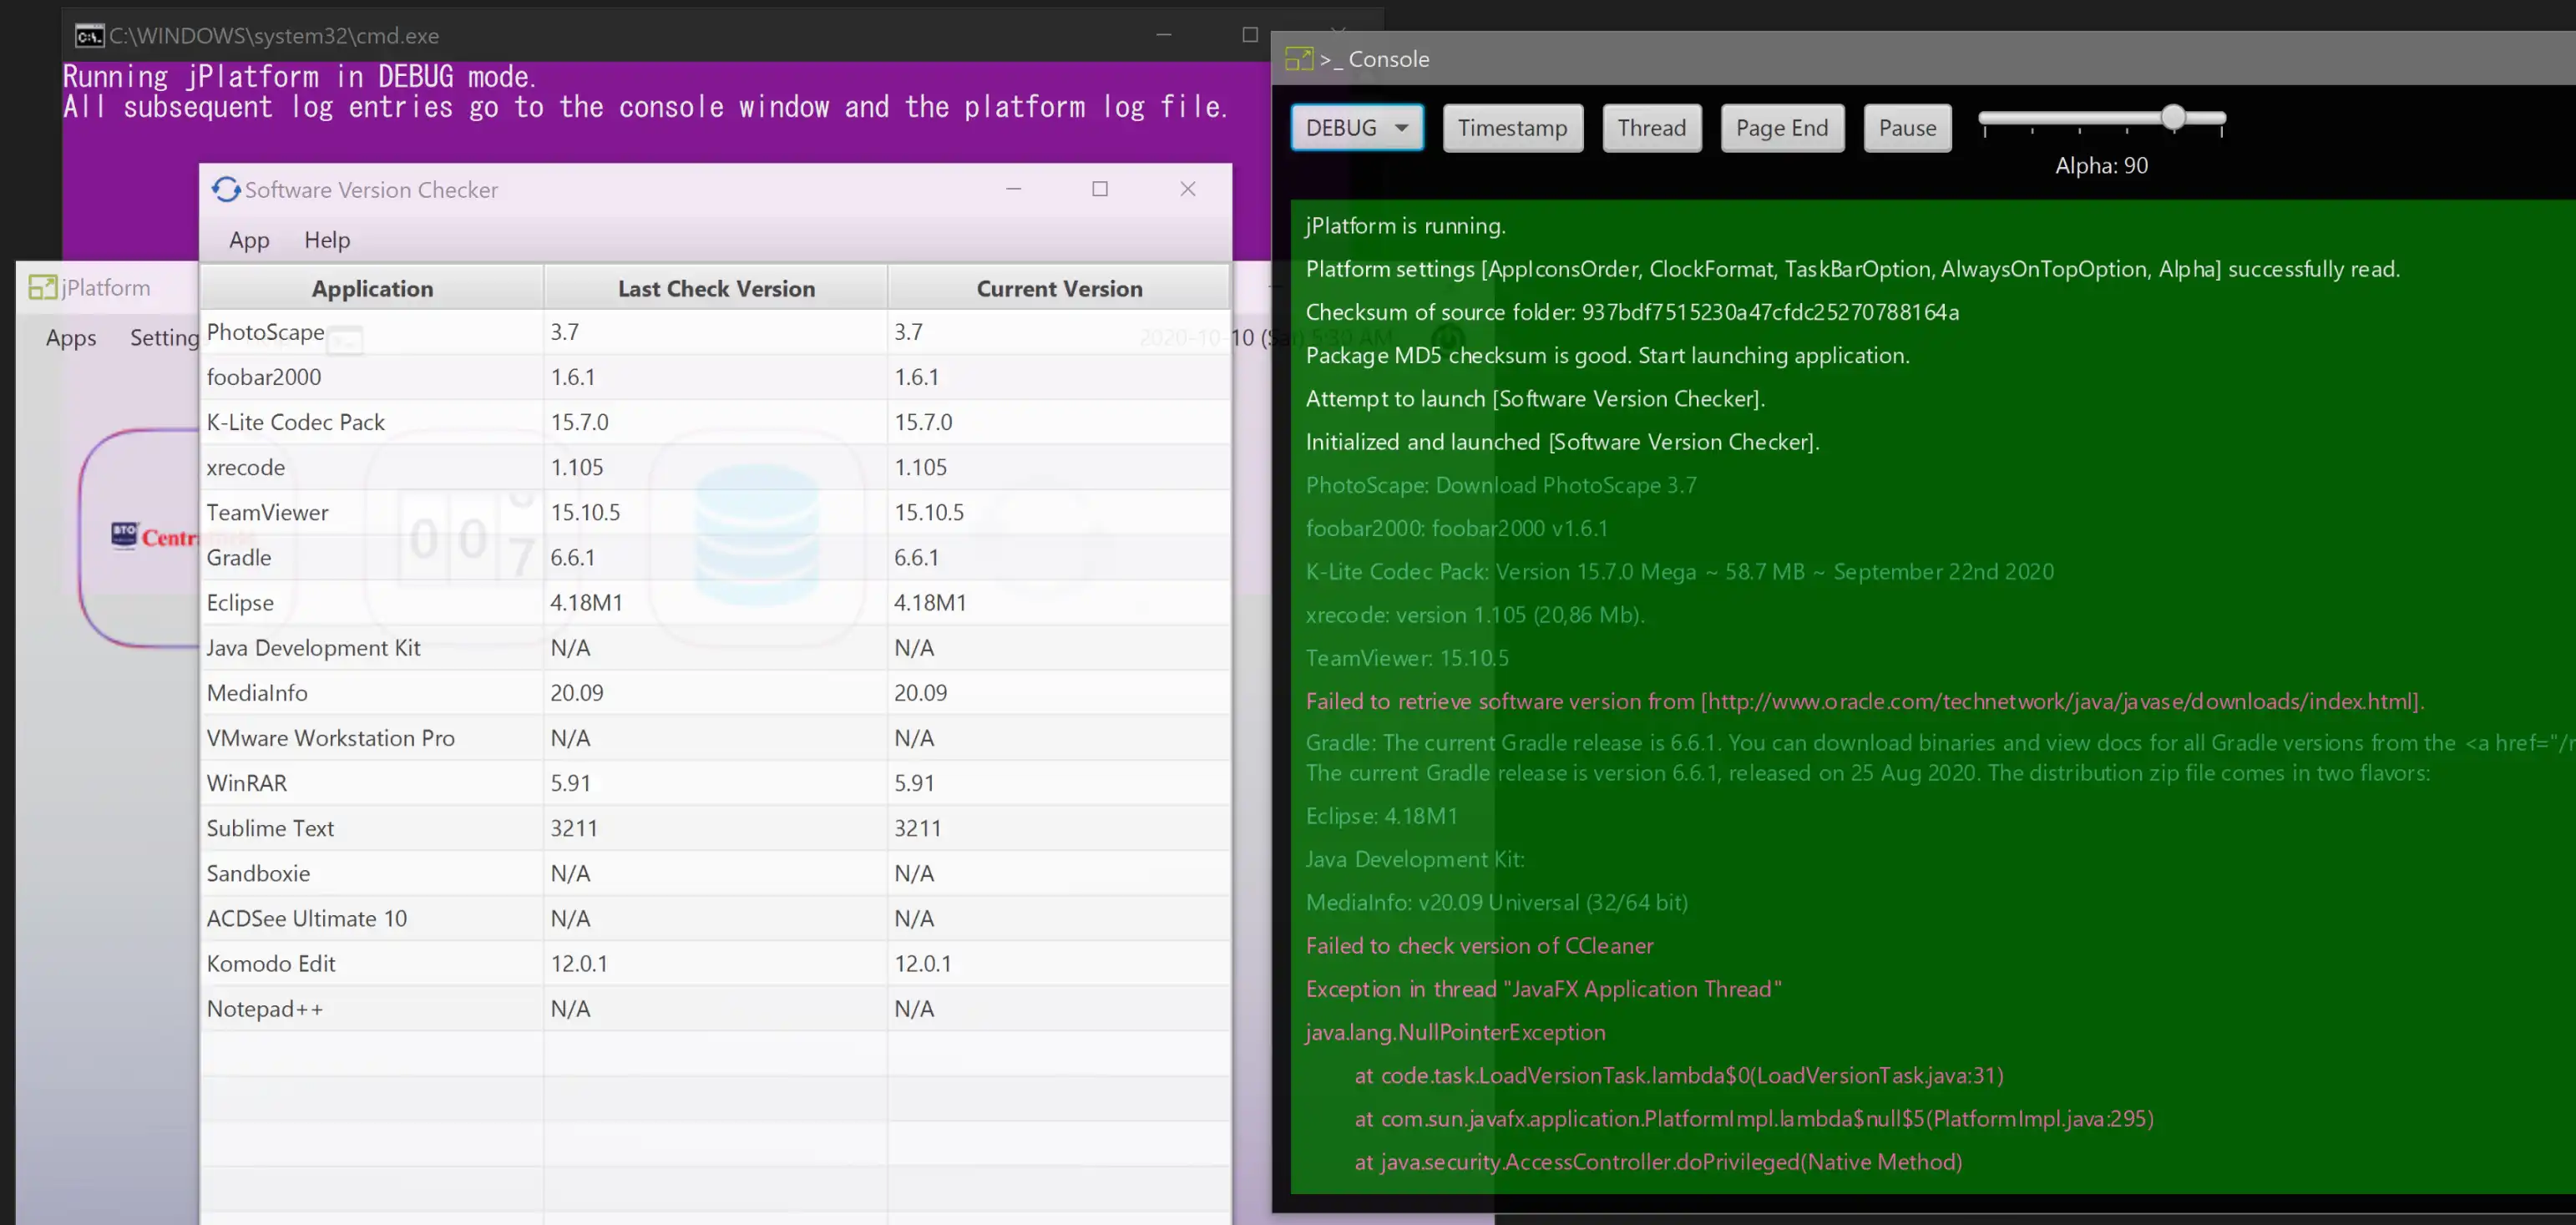 C:\WINDOWS\system32\cmd.exe
Running jPlatform in DEBUG mode.
All subsequent log entries go to the console window and the platform log file.
Software Version Checker
App Help
Application Last Check Version Current Version
PhotoScape 3.7 3.7
foobar2000 1.6.1 1.6.1
K-Lite Codec Pack 15.7.0 15.7.0
xrecode 1.105 1.105
TeamViewer 15.10.5 15.10.5
Gradle 6.6.1 6.6.1
Eclipse 4.18M1 4.18M1
Java Development Kit N/A N/A
MediaInfo 20.09 20.09
VMware Workstation Pro N/A N/A
WinRAR 5.91 5.91
Sublime Text 3211 3211
Sandboxie N/A N/A
ACDSee Ultimate 10 N/A N/A
Komodo Edit 12.0.1 12.0.1
Notepad++ N/A N/A
jPlatform
Apps Setting
2020-10-10 (Sat) 5:30 AM
BTO Centr
0 0 7
>_ Console
DEBUG Timestamp Thread Page End Pause
Alpha: 90
jPlatform is running.
Platform settings [AppIconsOrder, ClockFormat, TaskBarOption, AlwaysOnTopOption, Alpha] successfully read.
Checksum of source folder: 937bdf7515230a47cfdc25270788164a
Package MD5 checksum is good. Start launching application.
Attempt to launch [Software Version Checker].
Initialized and launched [Software Version Checker].
PhotoScape: Download PhotoScape 3.7
foobar2000: foobar2000 v1.6.1
K-Lite Codec Pack: Version 15.7.0 Mega ~ 58.7 MB ~ September 22nd 2020
xrecode: version 1.105 (20,86 Mb).
TeamViewer: 15.10.5
Failed to retrieve software version from [http://www.oracle.com/technetwork/java/javase/downloads/index.html].
Gradle: The current Gradle release is 6.6.1. You can download binaries and view docs for all Gradle versions from the <a href="/r
The current Gradle release is version 6.6.1, released on 25 Aug 2020. The distribution zip file comes in two flavors:
Eclipse: 4.18M1
Java Development Kit:
MediaInfo: v20.09 Universal (32/64 bit)
Failed to check version of CCleaner
Exception in thread "JavaFX Application Thread"
java.lang.NullPointerException
at code.task.LoadVersionTask.lambda$0(LoadVersionTask.java:31)
at com.sun.javafx.application.PlatformImpl.lambda$null$5(PlatformImpl.java:295)
at java.security.AccessController.doPrivileged(Native Method)